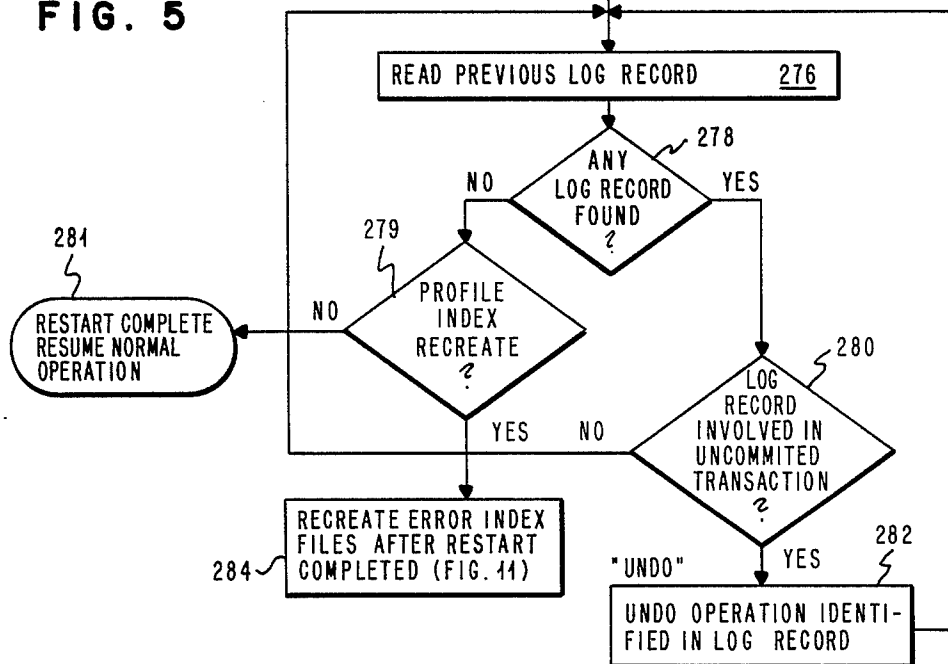 FIG. 5
READ PREVIOUS LOG RECORD 276
278
ANY
LOG RECORD
FOUND
?
NO
YES
279
PROFILE
INDEX
RECREATE
?
NO
281
RESTART COMPLETE
RESUME NORMAL
OPERATION
280
LOG
RECORD
INVOLVED IN
UNCOMMITED
TRANSACTION
?
YES
NO
RECREATE ERROR INDEX
FILES AFTER RESTART
COMPLETED (FIG. 11)
284
"UNDO"
YES
282
UNDO OPERATION IDENTI-
FIED IN LOG RECORD